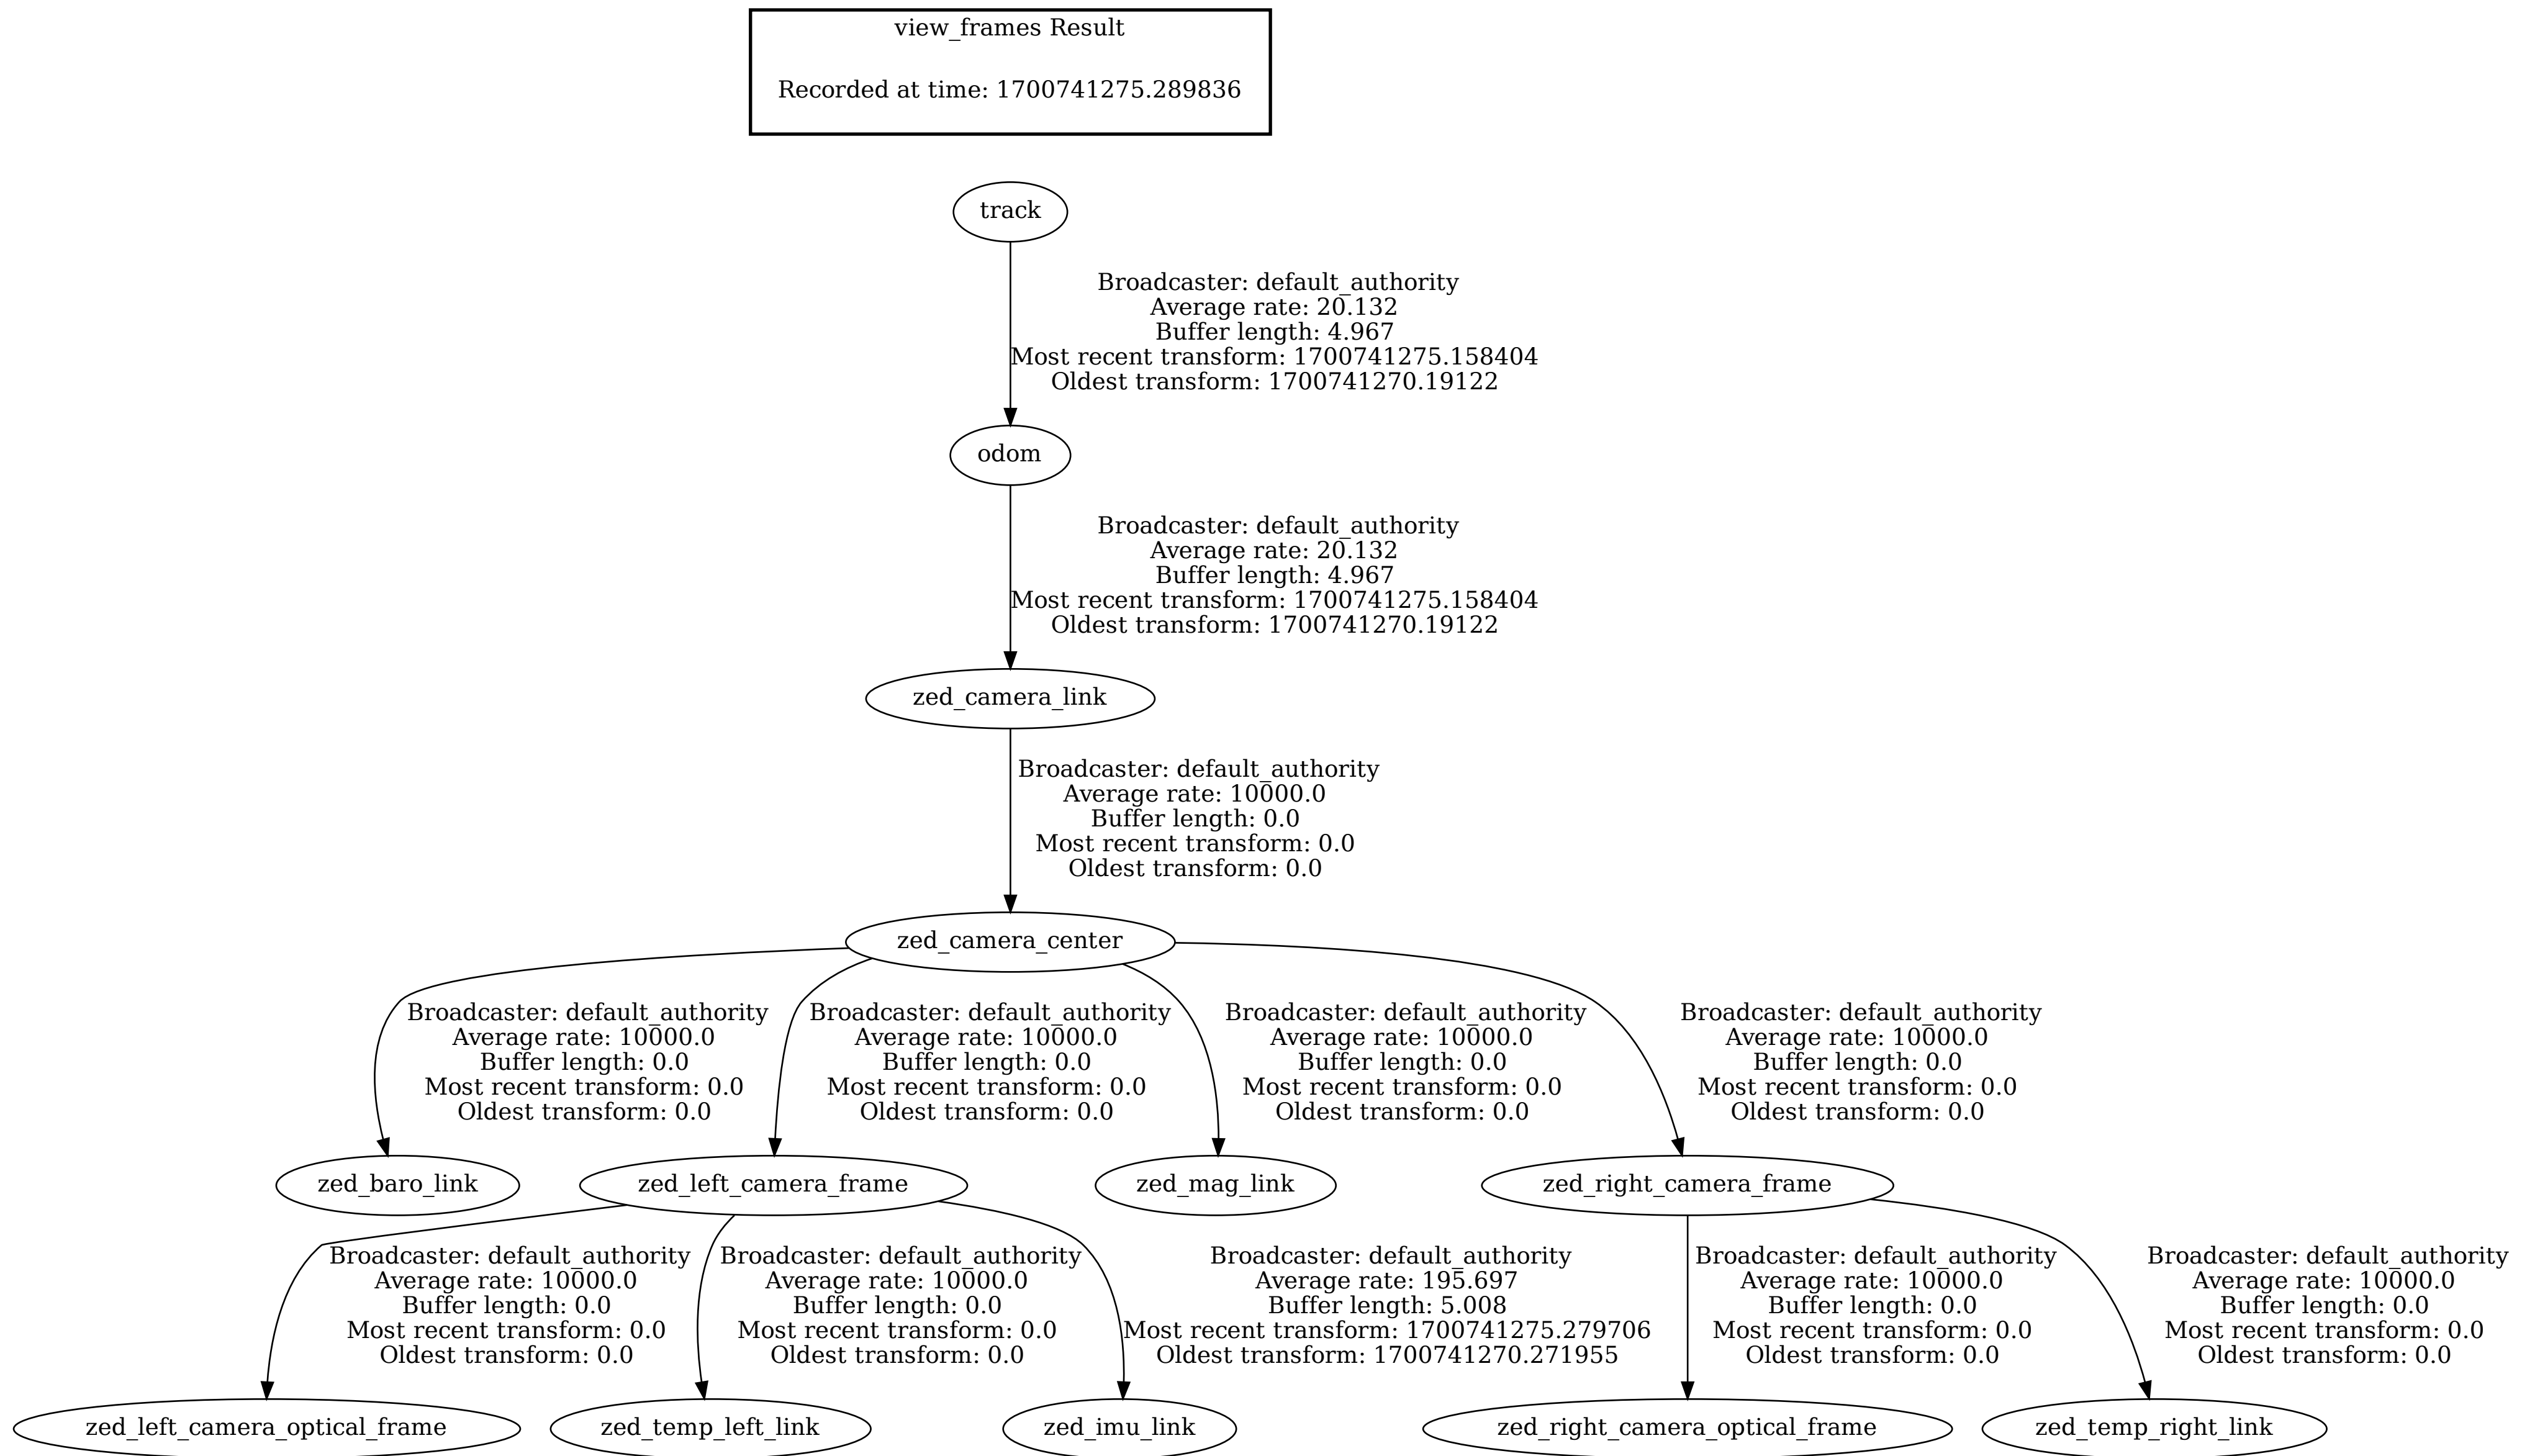 view_frames Result
Recorded at time: 1700741275.289836
track
Broadcaster: default_authority
Average rate: 20.132
Buffer length: 4.967
Most recent transform: 1700741275.158404
Oldest transform: 1700741270.19122
odom
Broadcaster: default_authority
Average rate: 20.132
Buffer length: 4.967
Most recent transform: 1700741275.158404
Oldest transform: 1700741270.19122
zed_camera_link
Broadcaster: default_authority
Average rate: 10000.0
Buffer length: 0.0
Most recent transform: 0.0
Oldest transform: 0.0
zed_camera_center
Broadcaster: default_authority
Average rate: 10000.0
Buffer length: 0.0
Most recent transform: 0.0
Oldest transform: 0.0
Broadcaster: default_authority
Average rate: 10000.0
Buffer length: 0.0
Most recent transform: 0.0
Oldest transform: 0.0
Broadcaster: default_authority
Average rate: 10000.0
Buffer length: 0.0
Most recent transform: 0.0
Oldest transform: 0.0
Broadcaster: default_authority
Average rate: 10000.0
Buffer length: 0.0
Most recent transform: 0.0
Oldest transform: 0.0
zed_baro_link
zed_left_camera_frame
zed_mag_link
zed_right_camera_frame
Broadcaster: default_authority
Average rate: 10000.0
Buffer length: 0.0
Most recent transform: 0.0
Oldest transform: 0.0
Broadcaster: default_authority
Average rate: 10000.0
Buffer length: 0.0
Most recent transform: 0.0
Oldest transform: 0.0
Broadcaster: default_authority
Average rate: 195.697
Buffer length: 5.008
Most recent transform: 1700741275.279706
Oldest transform: 1700741270.271955
Broadcaster: default_authority
Average rate: 10000.0
Buffer length: 0.0
Most recent transform: 0.0
Oldest transform: 0.0
Broadcaster: default_authority
Average rate: 10000.0
Buffer length: 0.0
Most recent transform: 0.0
Oldest transform: 0.0
zed_left_camera_optical_frame
zed_temp_left_link
zed_imu_link
zed_right_camera_optical_frame
zed_temp_right_link